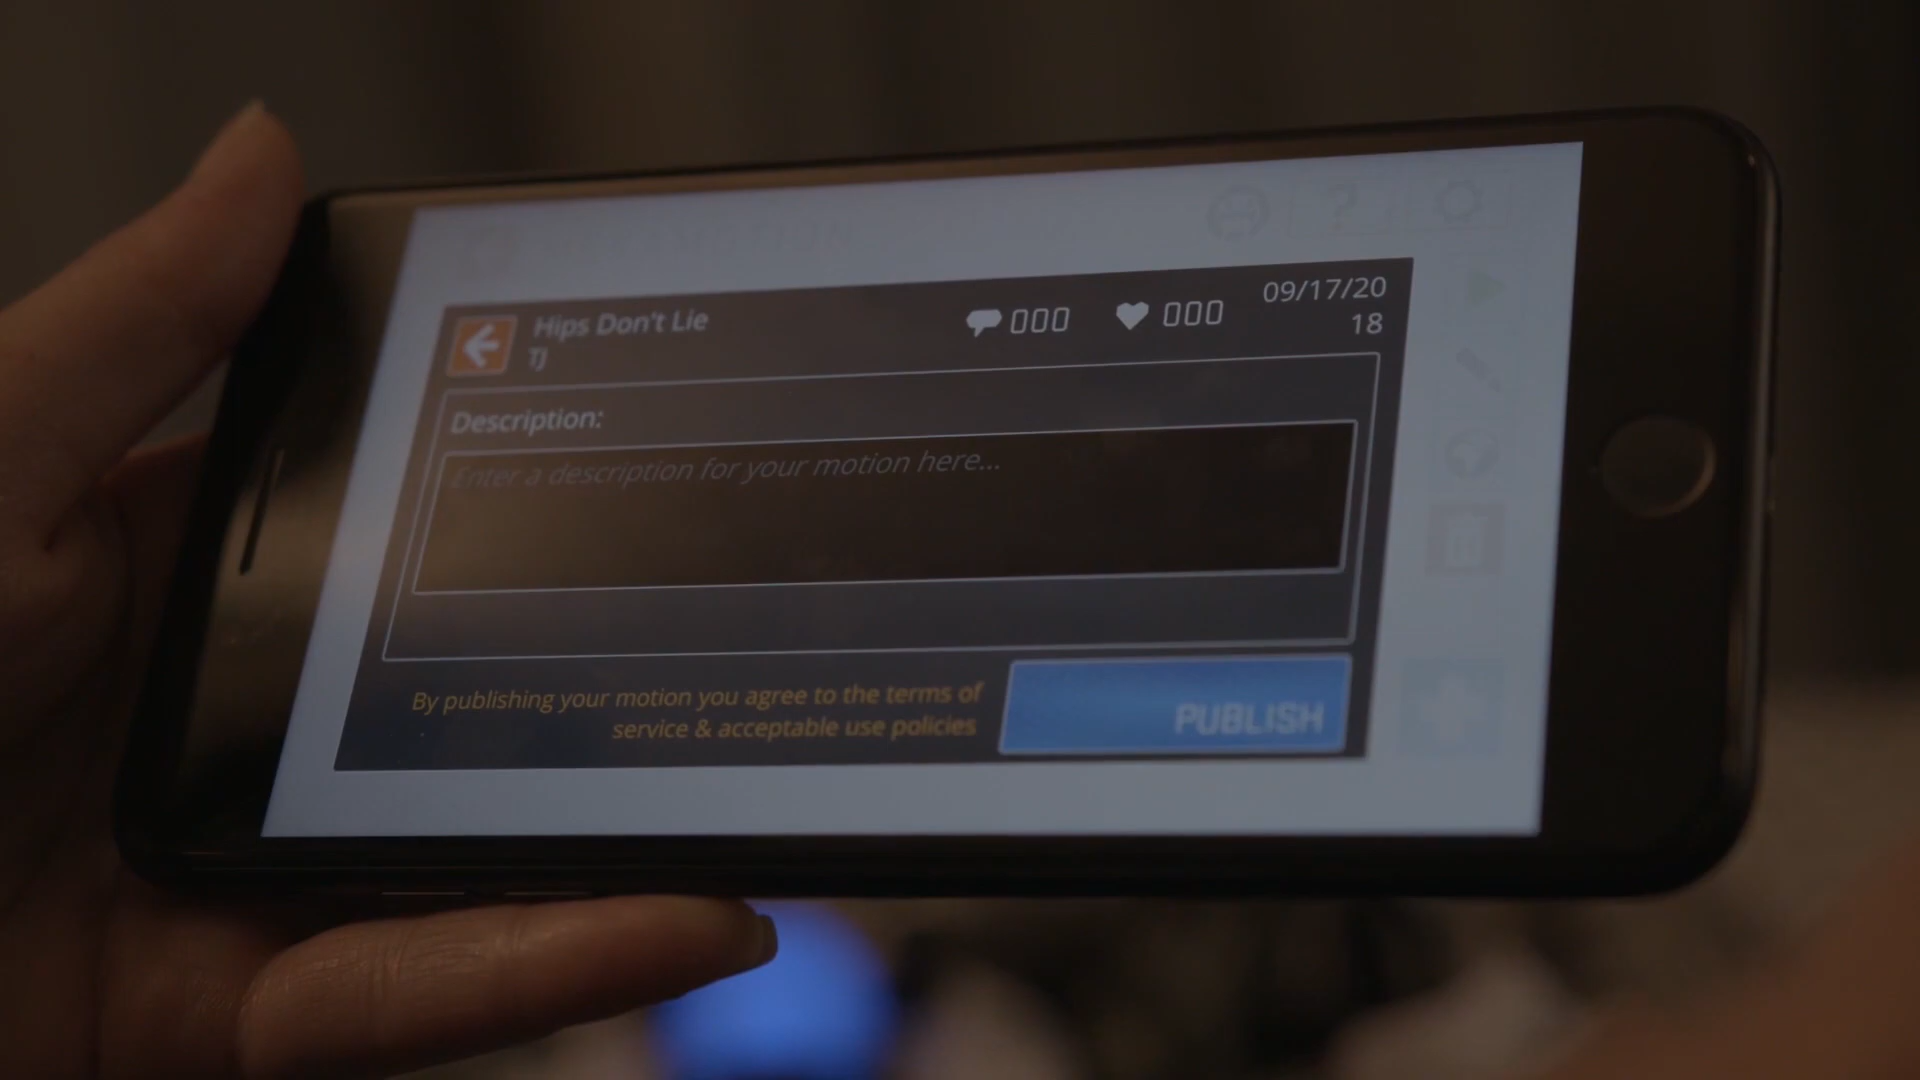 Hips Don't Lie
TJ
000
000
09/17/20
18
Description:
Enter a description for your motion here...
By publishing your motion you agree to the terms of
service & acceptable use policies
PUBLISH
?